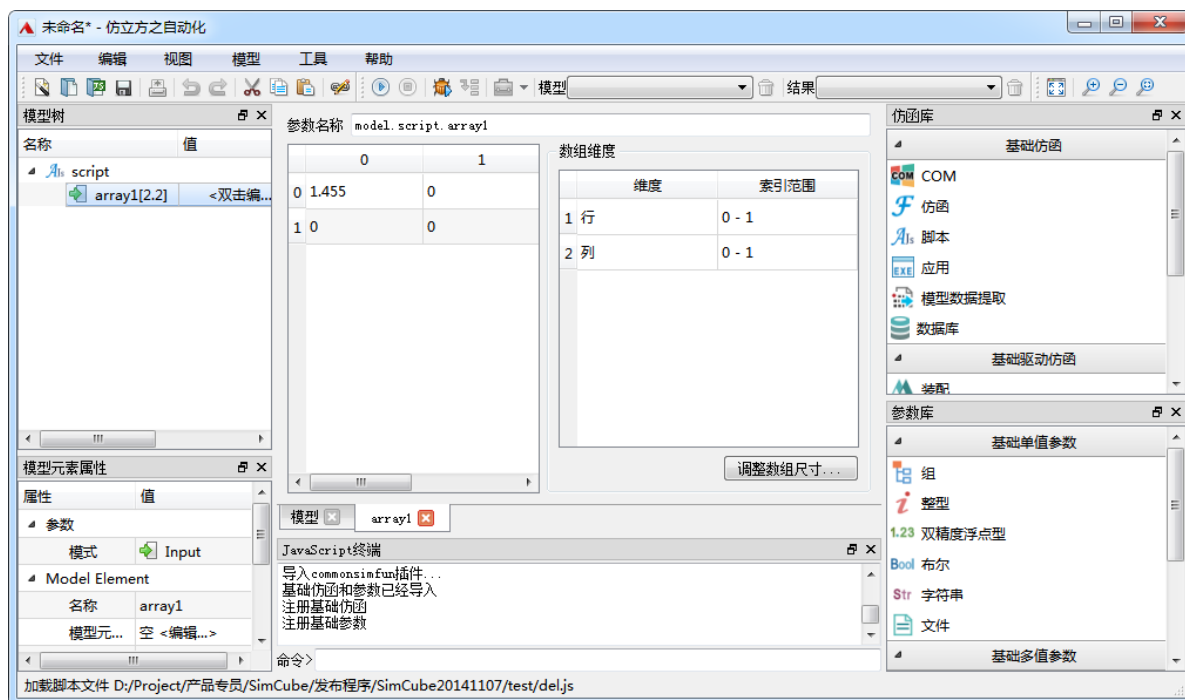 未命名* - 仿立方之自动化
文件 编辑 视图 模型 工具 帮助
模型 结果
模型树
名称 值
script
array1[2.2] <双击编...
模型元素属性
属性 值
参数
模式 Input
Model Element
名称 array1
模型元... 空 <编辑...>
参数名称 model.script.array1
0 1
0 1.455 0
1 0 0
数组维度
维度 索引范围
1 行 0 - 1
2 列 0 - 1
调整数组尺寸...
模型 array1
JavaScript终端
导入commonsimfun插件...
基础仿函和参数已经导入
注册基础仿函
注册基础参数
命令>
仿函库
基础仿函
COM COM
仿函
AJs 脚本
EXE 应用
模型数据提取
数据库
基础驱动仿函
装配
参数库
基础单值参数
组
整型
1.23 双精度浮点型
Bool 布尔
Str 字符串
文件
基础多值参数
加载脚本文件 D:/Project/产品专员/SimCube/发布程序/SimCube20141107/test/del.js